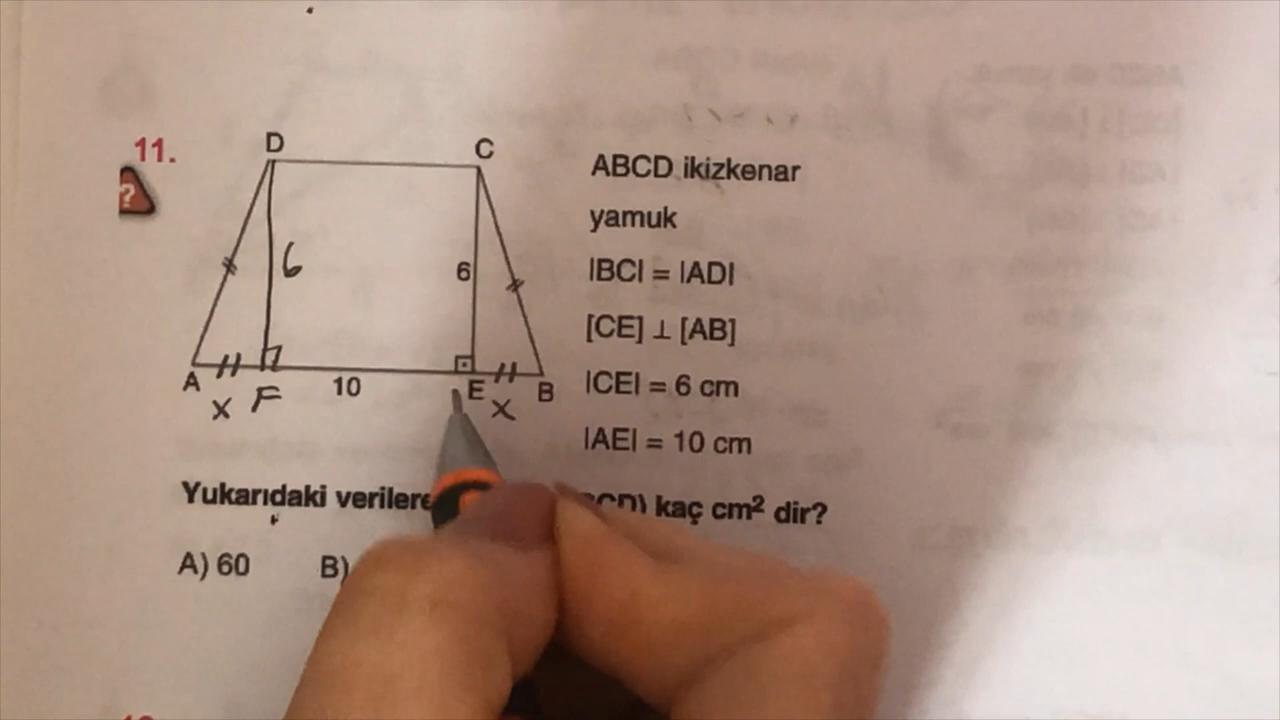 11.
?
D
C
6
6
A
F
10
E
B
X
X
ABCD ikizkenar
yamuk
|BC| = |AD|
[CE] ⊥ [AB]
|CE| = 6 cm
|AE| = 10 cm
Yukarıdaki verilere BCD) kaç cm² dir?
A) 60 B)